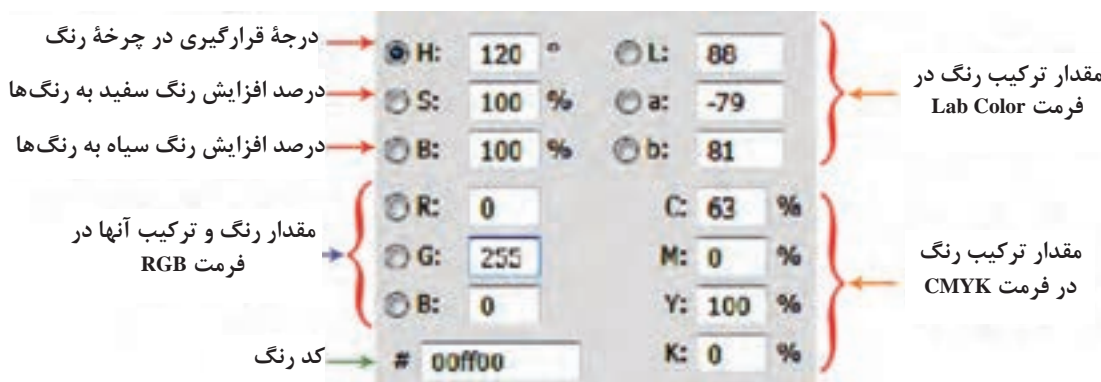 درجهٔ قرارگیری در چرخهٔ رنگ
درصد افزایش رنگ سفید به رنگ‌ها
درصد افزایش رنگ سیاه به رنگ‌ها
مقدار رنگ و ترکیب آنها در
فرمت RGB
کد رنگ
H: 120 °
S: 100 %
B: 100 %
R: 0
G: 255
B: 0
# 00ff00
L: 88
a: -79
b: 81
C: 63 %
M: 0 %
Y: 100 %
K: 0 %
مقدار ترکیب رنگ در
فرمت Lab Color
مقدار ترکیب رنگ
در فرمت CMYK